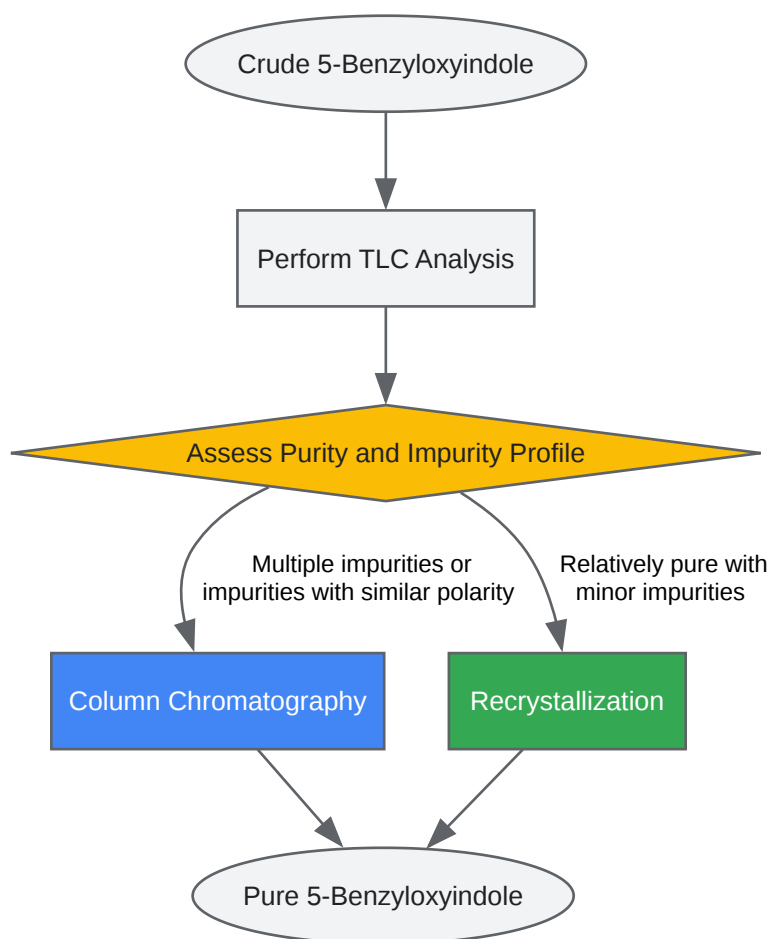 Crude 5-Benzyloxyindole
Perform TLC Analysis
Assess Purity and Impurity Profile
Multiple impurities or
impurities with similar polarity
Relatively pure with
minor impurities
Column Chromatography
Recrystallization
Pure 5-Benzyloxyindole